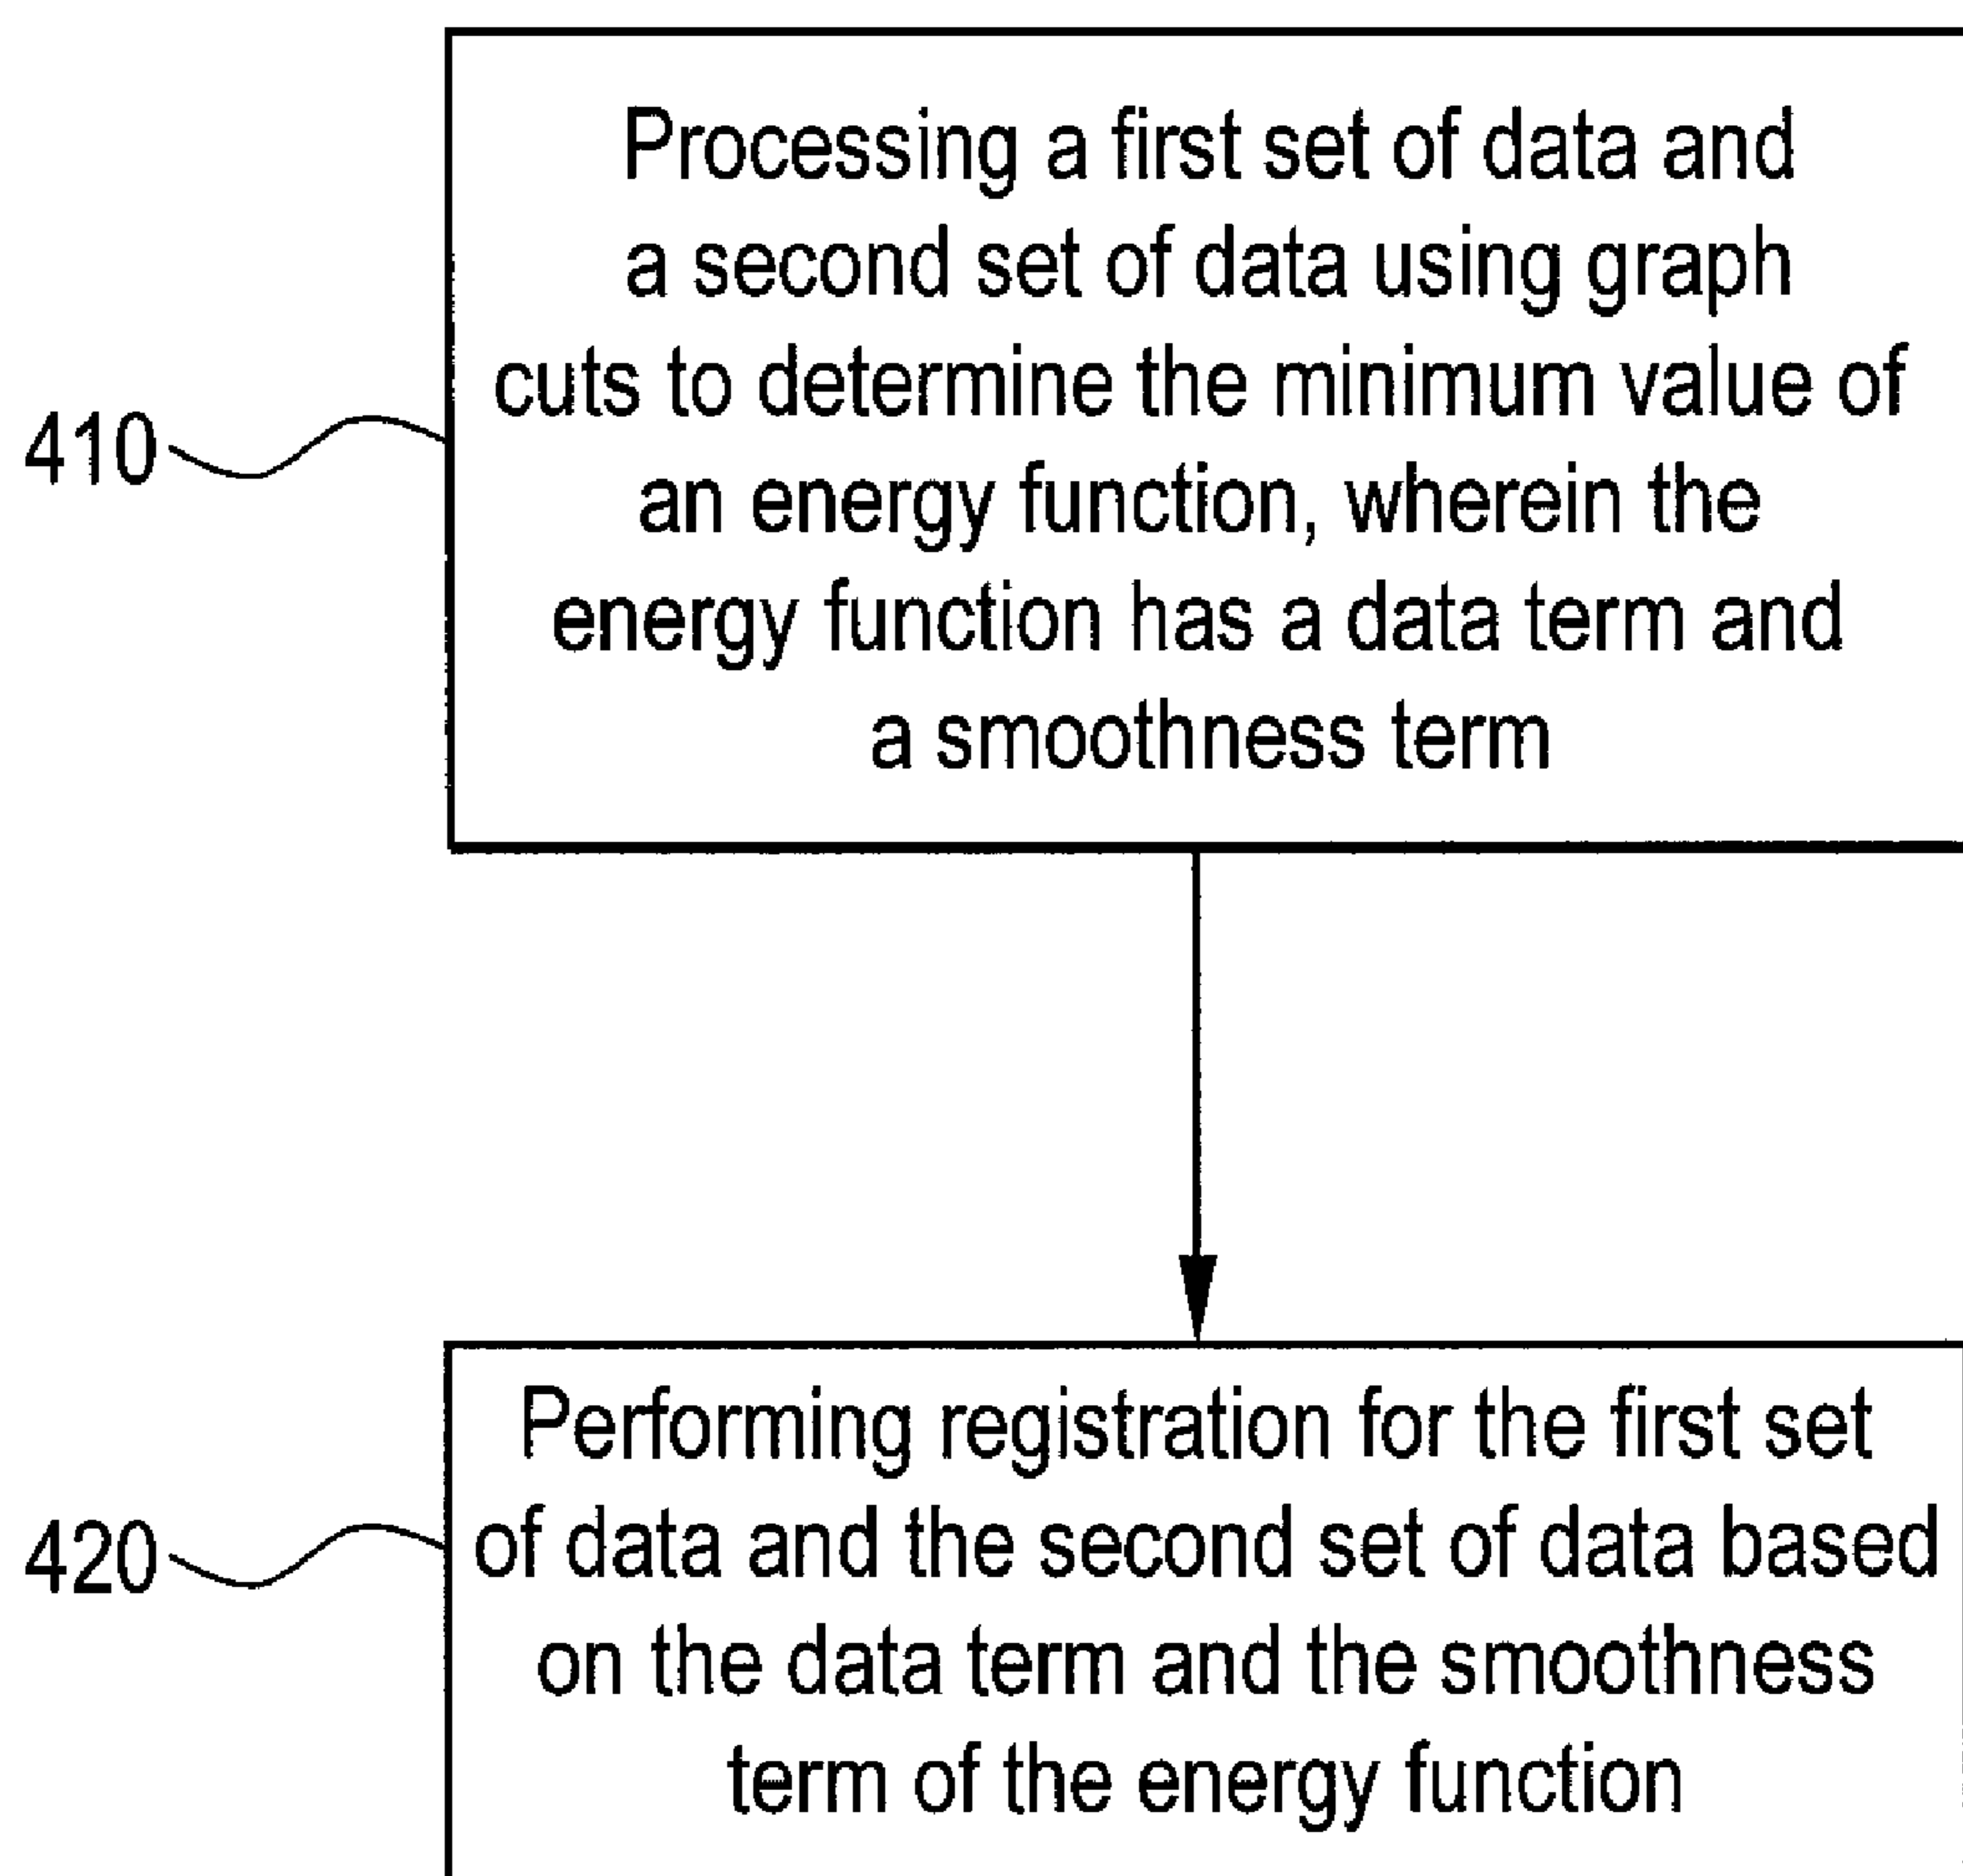 Processing a first set of data and
a second set of data using graph
cuts to determine the minimum value of
an energy function, wherein the
energy function has a data term and
a smoothness term
410
Performing registration for the first set
of data and the second set of data based
on the data term and the smoothness
term of the energy function
420